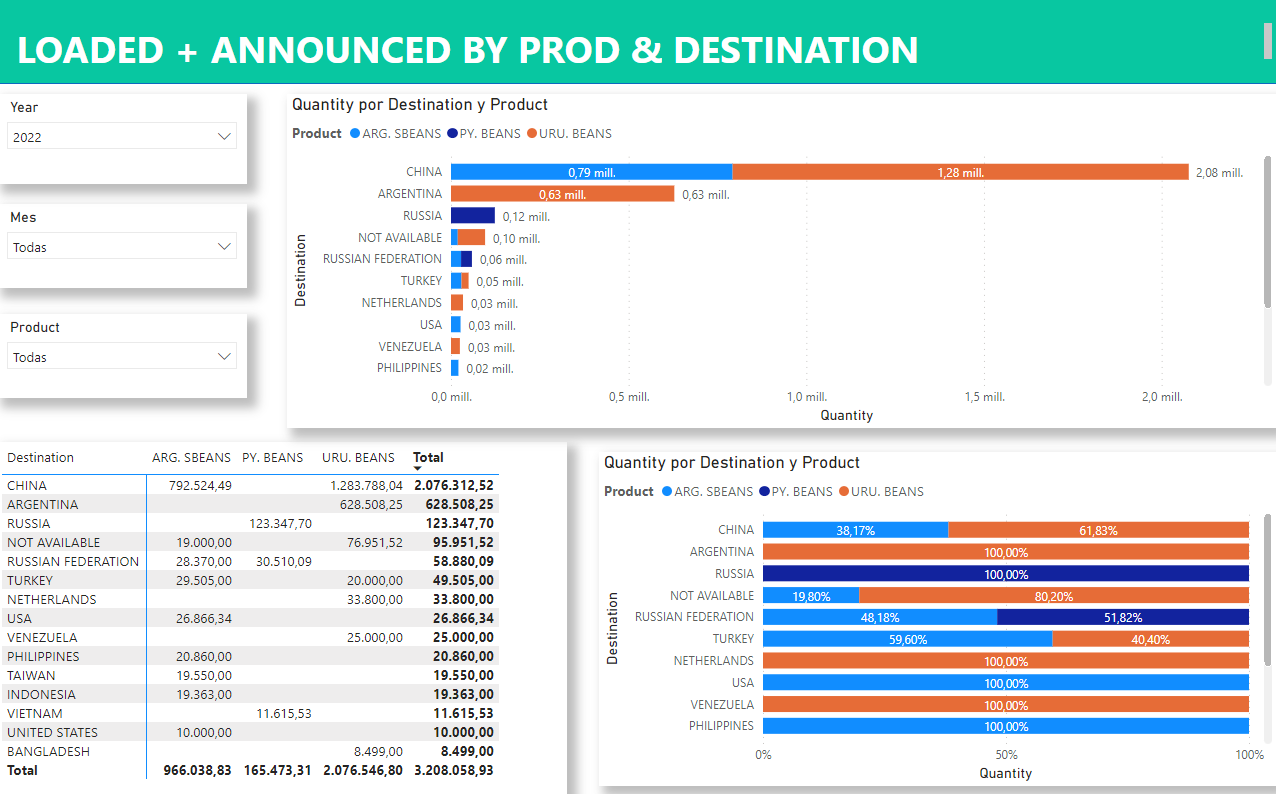 LOADED + ANNOUNCED BY PROD & DESTINATION
Year
2022
Mes
Todas
Product
Todas
Quantity por Destination y Product
Product ARG. SBEANS PY. BEANS URU. BEANS
Destination
CHINA 0,79 mill. 1,28 mill. 2,08 mill.
ARGENTINA 0,63 mill. 0,63 mill.
RUSSIA 0,12 mill.
NOT AVAILABLE 0,10 mill.
RUSSIAN FEDERATION 0,06 mill.
TURKEY 0,05 mill.
NETHERLANDS 0,03 mill.
USA 0,03 mill.
VENEZUELA 0,03 mill.
PHILIPPINES 0,02 mill.
0,0 mill. 0,5 mill. 1,0 mill. 1,5 mill. 2,0 mill.
Quantity
Destination ARG. SBEANS PY. BEANS URU. BEANS Total
CHINA 792.524,49 1.283.788,04 2.076.312,52
ARGENTINA 628.508,25 628.508,25
RUSSIA 123.347,70 123.347,70
NOT AVAILABLE 19.000,00 76.951,52 95.951,52
RUSSIAN FEDERATION 28.370,00 30.510,09 58.880,09
TURKEY 29.505,00 20.000,00 49.505,00
NETHERLANDS 33.800,00 33.800,00
USA 26.866,34 26.866,34
VENEZUELA 25.000,00 25.000,00
PHILIPPINES 20.860,00 20.860,00
TAIWAN 19.550,00 19.550,00
INDONESIA 19.363,00 19.363,00
VIETNAM 11.615,53 11.615,53
UNITED STATES 10.000,00 10.000,00
BANGLADESH 8.499,00 8.499,00
Total 966.038,83 165.473,31 2.076.546,80 3.208.058,93
Quantity por Destination y Product
Product ARG. SBEANS PY. BEANS URU. BEANS
Destination
CHINA 38,17% 61,83%
ARGENTINA 100,00%
RUSSIA 100,00%
NOT AVAILABLE 19,80% 80,20%
RUSSIAN FEDERATION 48,18% 51,82%
TURKEY 59,60% 40,40%
NETHERLANDS 100,00%
USA 100,00%
VENEZUELA 100,00%
PHILIPPINES 100,00%
0% 50% 100%
Quantity